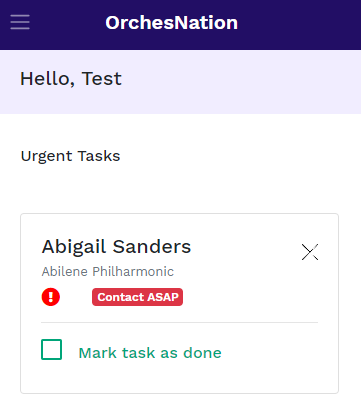 OrchesNation
Hello, Test
Urgent Tasks
Abigail Sanders
Abilene Philharmonic
Contact ASAP
Mark task as done